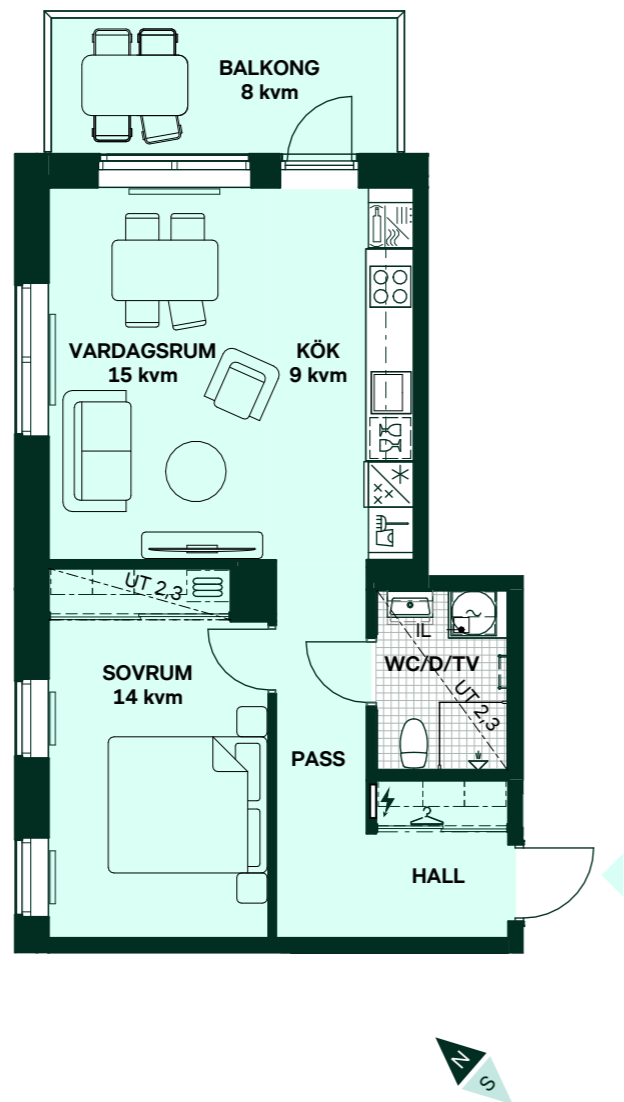 BALKONG
8 kvm
VARDAGSRUM
15 kvm
KÖK
9 kvm
UT 2,3
IL
WC/D/TV
UT 2,3
SOVRUM
14 kvm
PASS
HALL
N
S